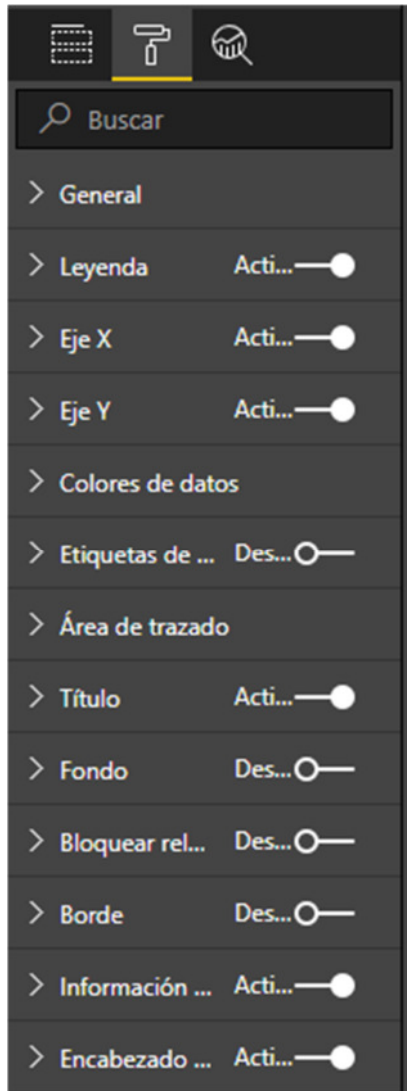 Buscar
General
Leyenda Acti...
Eje X Acti...
Eje Y Acti...
Colores de datos
Etiquetas de ... Des...
Área de trazado
Título Acti...
Fondo Des...
Bloquear rel... Des...
Borde Des...
Información ... Acti...
Encabezado ... Acti...